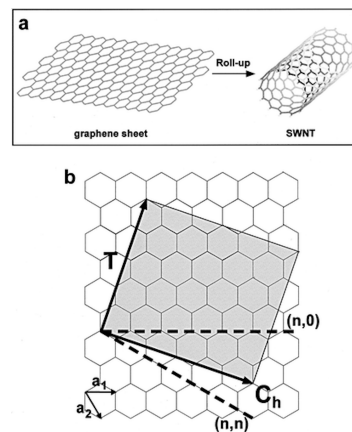 a
Roll-up
graphene sheet
SWNT
b
T
(n,0)
a1
Ch
a2
(n,n)